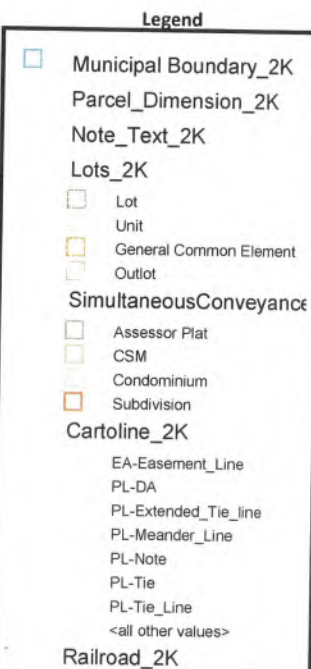 Legend
Municipal Boundary_2K
Parcel_Dimension_2K
Note_Text_2K
Lots_2K
Lot
Unit
General Common Element
Outlot
SimultaneousConveyance
Assessor Plat
CSM
Condominium
Subdivision
Cartoline_2K
EA-Easement_Line
PL-DA
PL-Extended_Tie_line
PL-Meander_Line
PL-Note
PL-Tie
PL-Tie_Line
<all other values>
Railroad_2K